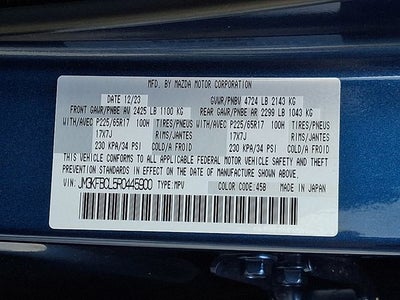 MFD. BY MAZDA MOTOR CORPORATION
DATE 12/23 GVWR/PNBV 4724 LB 2143 KG
FRONT GAWR/PNBE AV 2425 LB 1100 KG REAR GAWR/PNBE AR 2299 LB 1043 KG
WITH/AVEC P225/65R17 100H TIRES/PNEUS WITH/AVEC P225/65R17 100H TIRES/PNEUS
17X7J RIMS/JANTES 17X7J RIMS/JANTES
230 KPA/34 PSI COLD/FROID 230 KPA/34 PSI COLD/FROID
THIS VEHICLE CONFORMS TO ALL APPLICABLE FEDERAL MOTOR VEHICLE SAFETY AND THEFT
PREVENTION STANDARDS IN EFFECT ON THE DATE OF MANUFACTURE SHOWN ABOVE.
VIN: JM3KFBCL5R0445900 TYPE: MPV COLOR CODE: 45B MADE IN JAPAN